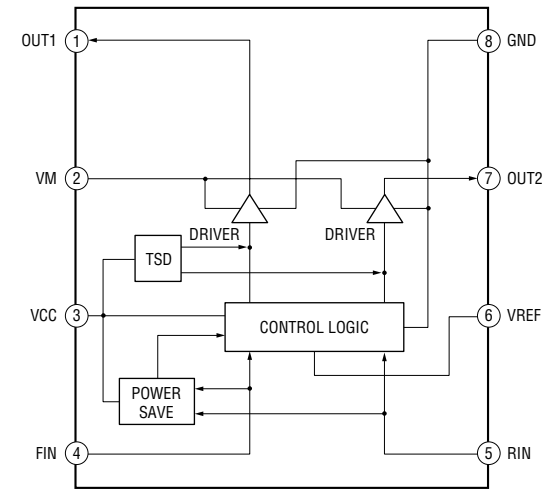 OUT1 1
8 GND
VM 2
7 OUT2
DRIVER
DRIVER
TSD
VCC 3
6 VREF
CONTROL LOGIC
POWER
SAVE
FIN 4
5 RIN